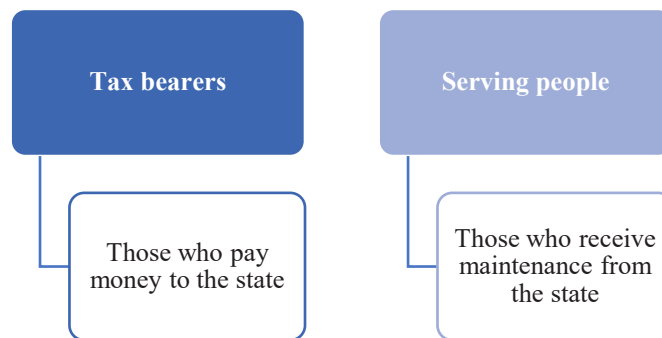 Tax bearers
Those who pay
money to the state
Serving people
Those who receive
maintenance from
the state